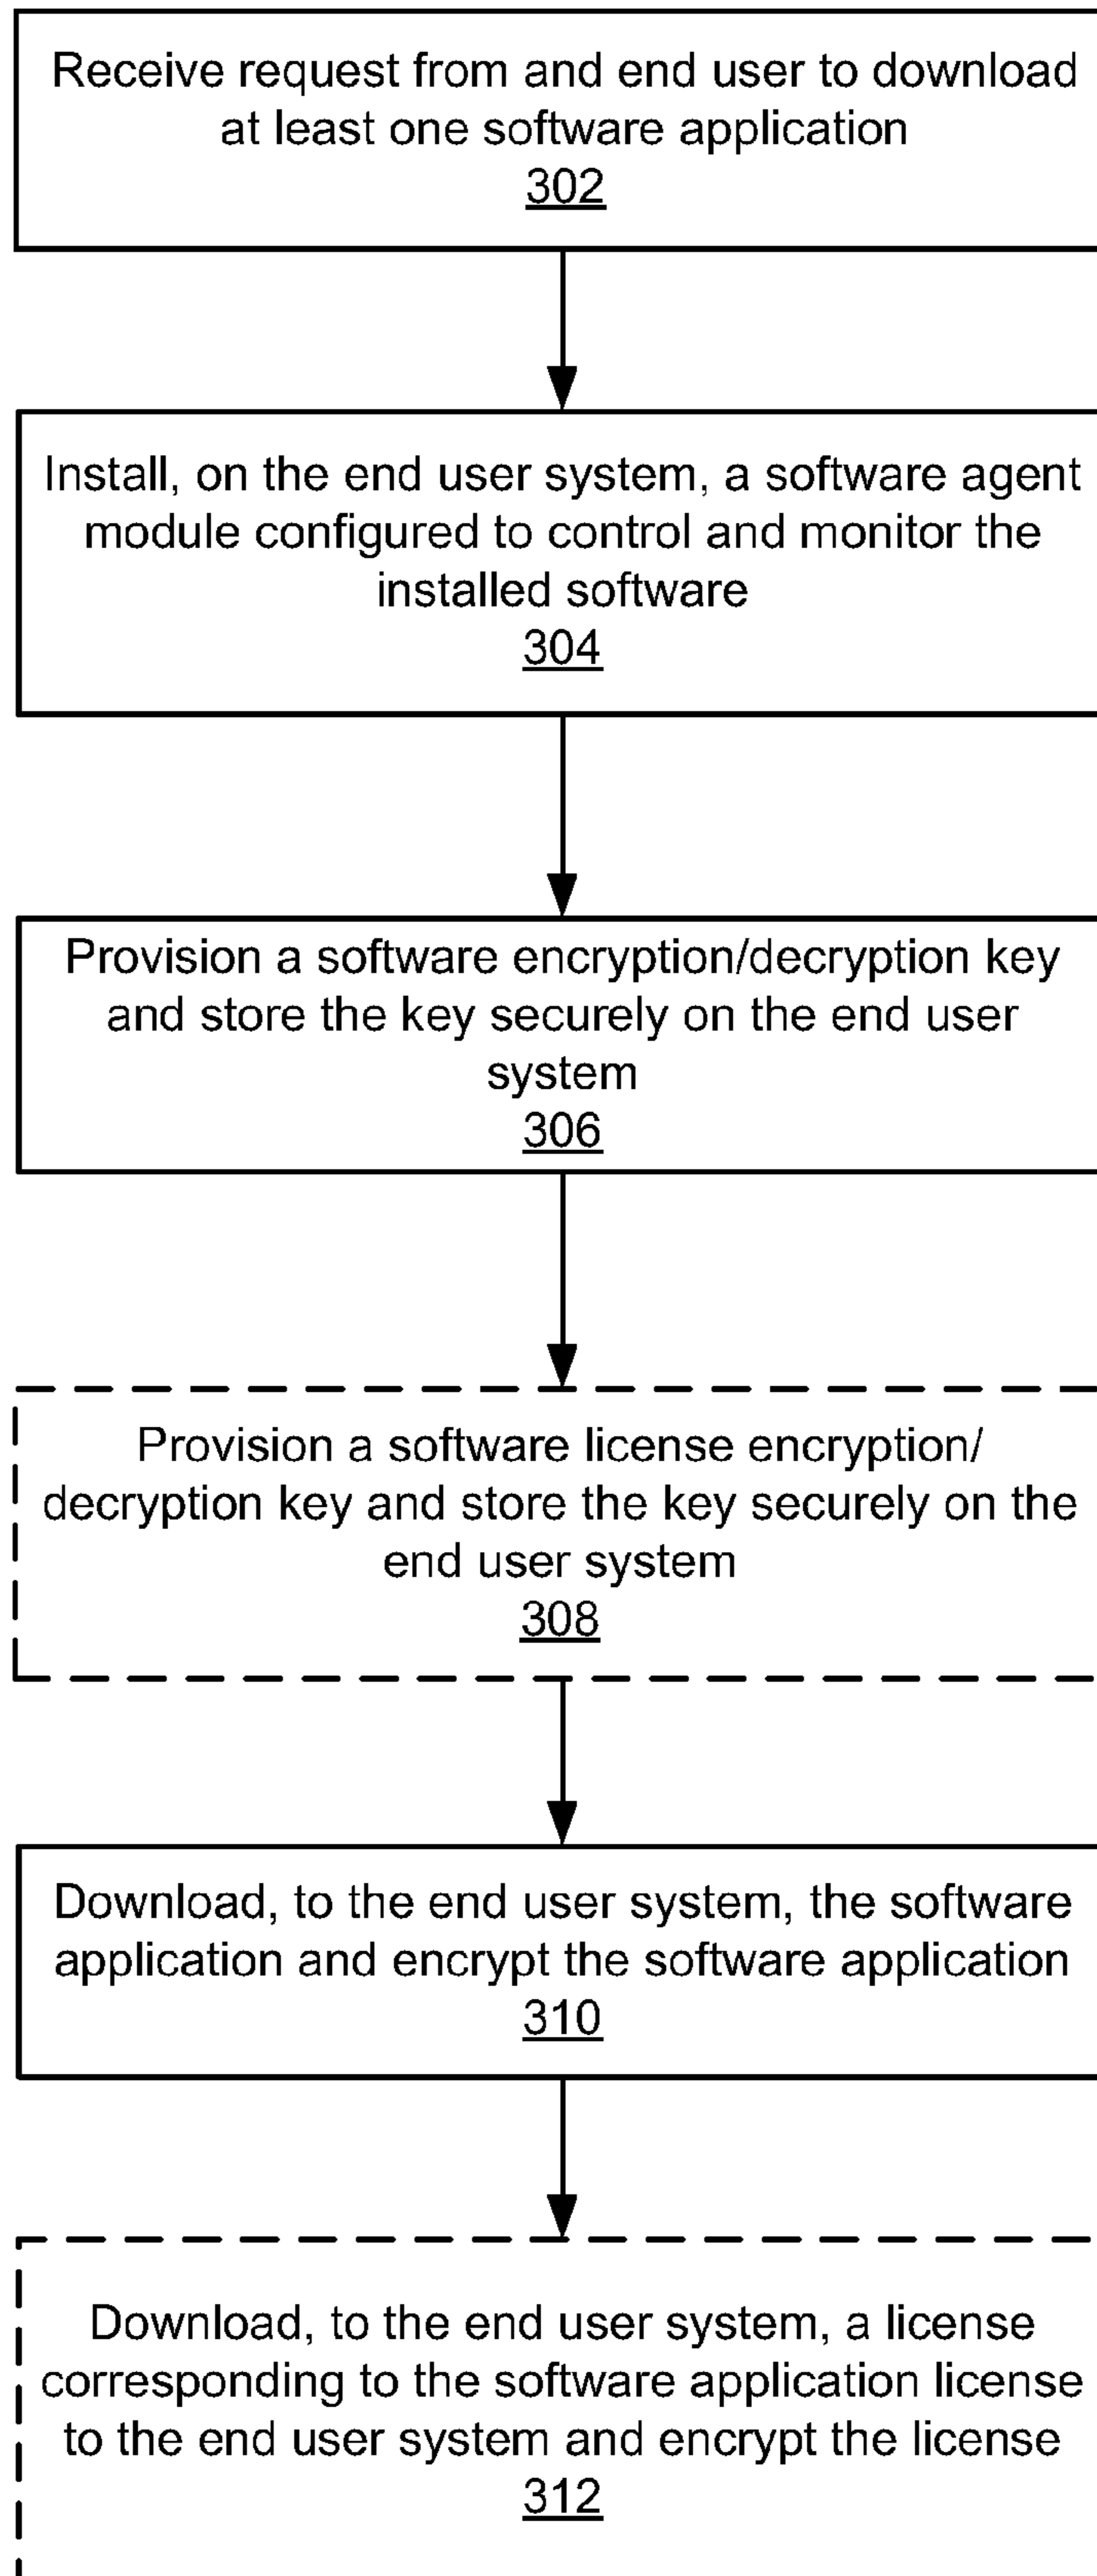 Receive request from and end user to download
at least one software application
302
Install, on the end user system, a software agent
module configured to control and monitor the
installed software
304
Provision a software encryption/decryption key
and store the key securely on the end user
system
306
Provision a software license encryption/
decryption key and store the key securely on the
end user system
308
Download, to the end user system, the software
application and encrypt the software application
310
Download, to the end user system, a license
corresponding to the software application license
to the end user system and encrypt the license
312